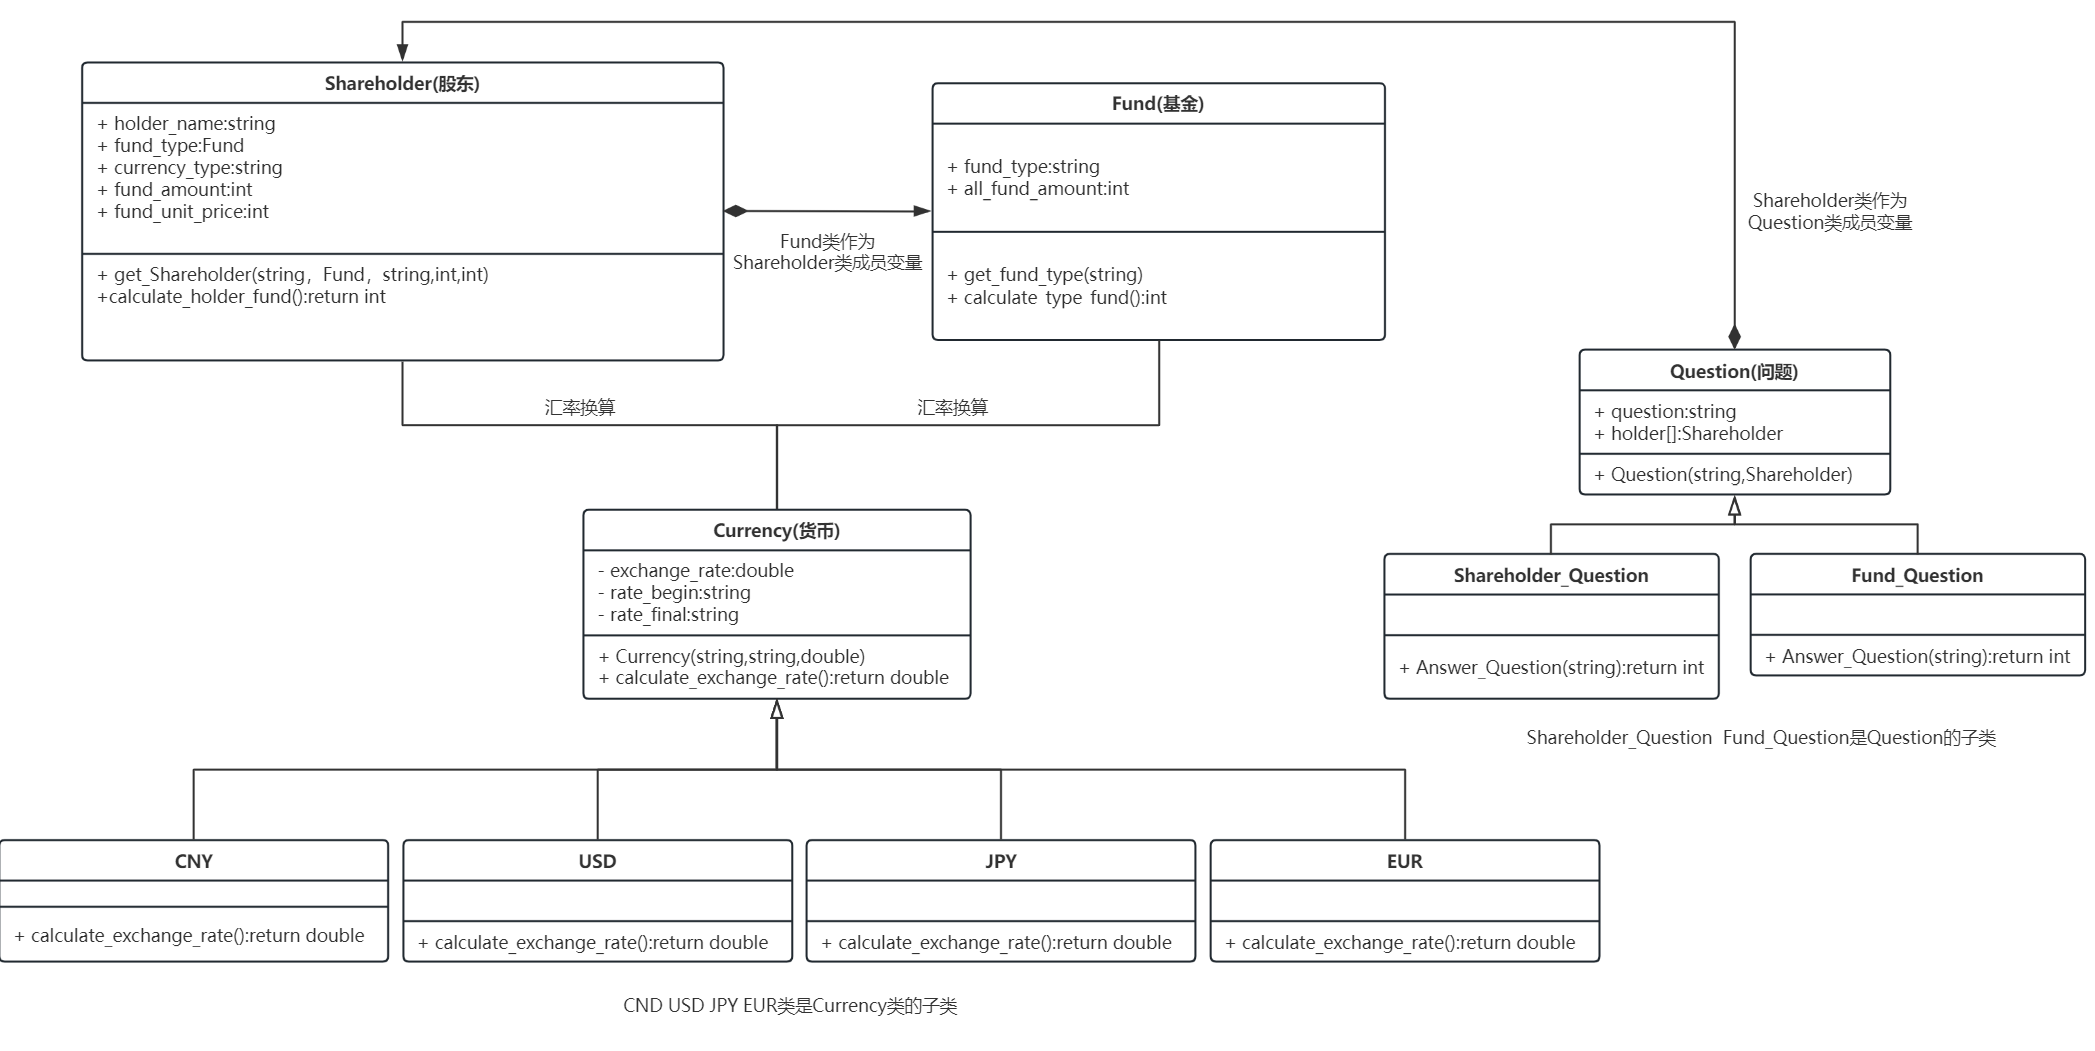 Shareholder(股东)
+ holder_name:string
+ fund_type:Fund
+ currency_type:string
+ fund_amount:int
+ fund_unit_price:int
+ get_Shareholder(string，Fund，string,int,int)
+calculate_holder_fund():return int
Fund类作为
Shareholder类成员变量
Fund(基金)
+ fund_type:string
+ all_fund_amount:int
+ get_fund_type(string)
+ calculate_type_fund():int
Shareholder类作为
Question类成员变量
汇率换算
汇率换算
Question(问题)
+ question:string
+ holder[]:Shareholder
+ Question(string,Shareholder)
Currency(货币)
- exchange_rate:double
- rate_begin:string
- rate_final:string
+ Currency(string,string,double)
+ calculate_exchange_rate():return double
Shareholder_Question
+ Answer_Question(string):return int
Fund_Question
+ Answer_Question(string):return int
Shareholder_Question  Fund_Question是Question的子类
CNY
+ calculate_exchange_rate():return double
USD
+ calculate_exchange_rate():return double
JPY
+ calculate_exchange_rate():return double
EUR
+ calculate_exchange_rate():return double
CND USD JPY EUR类是Currency类的子类